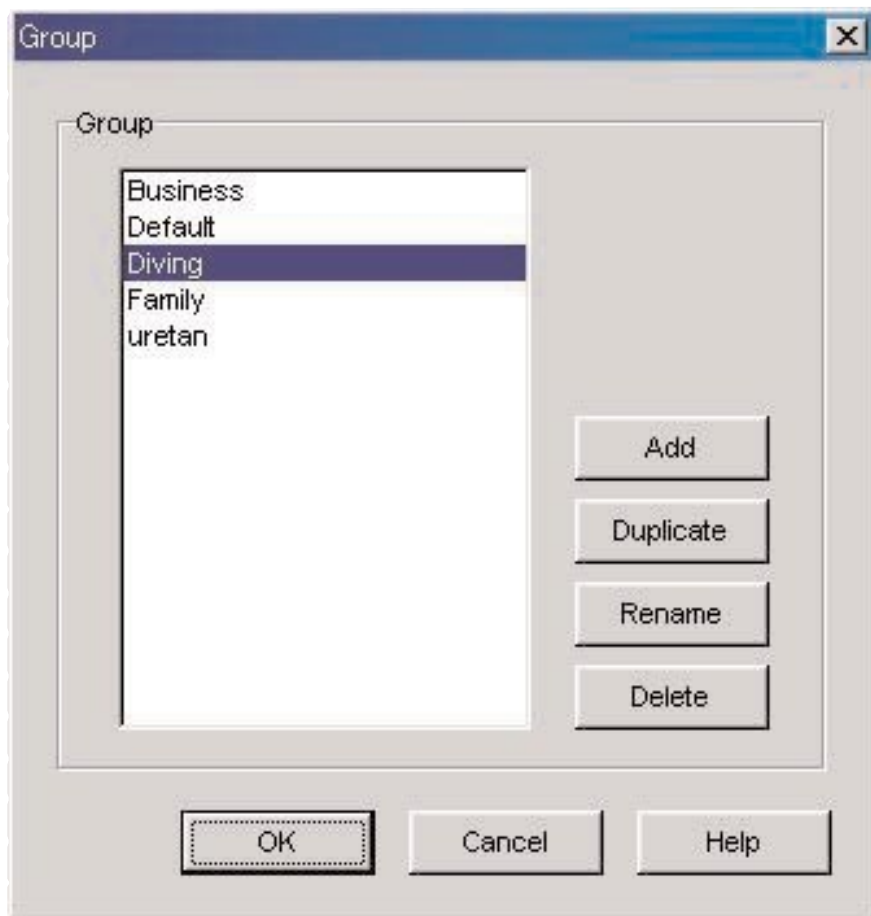 Group
Group
Business
Default
Diving
Family
uretan
Add
Duplicate
Rename
Delete
OK
Cancel
Help